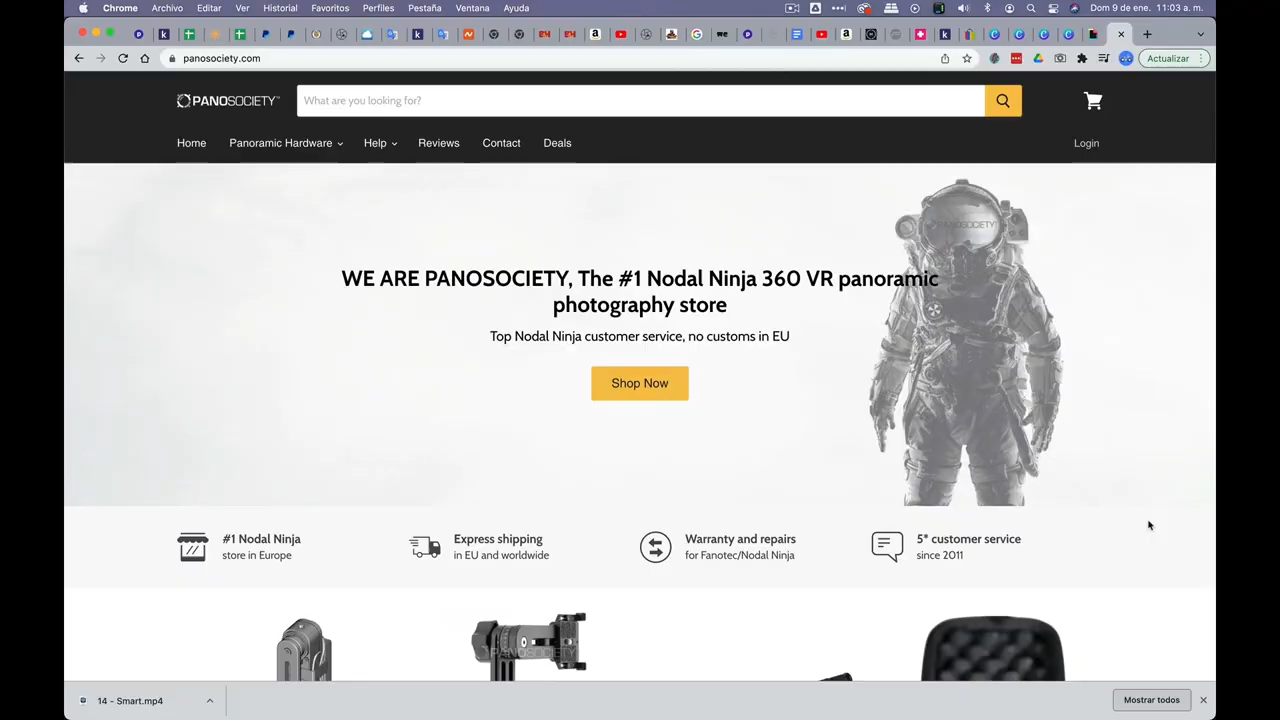 Chrome Archivo Editar Ver Historial Favoritos Perfiles Pestaña Ventana Ayuda Dom 9 de ene. 11:03 a. m.
panosociety.com Actualizar
PANOSOCIETY What are you looking for?
Home Panoramic Hardware Help Reviews Contact Deals Login
PANOSOCIETY
WE ARE PANOSOCIETY, The #1 Nodal Ninja 360 VR panoramic
photography store
Top Nodal Ninja customer service, no customs in EU
Shop Now
#1 Nodal Ninja
store in Europe
Express shipping
in EU and worldwide
Warranty and repairs
for Fanotec/Nodal Ninja
5* customer service
since 2011
PANOSOCIETY
14 - Smart.mp4 Mostrar todos